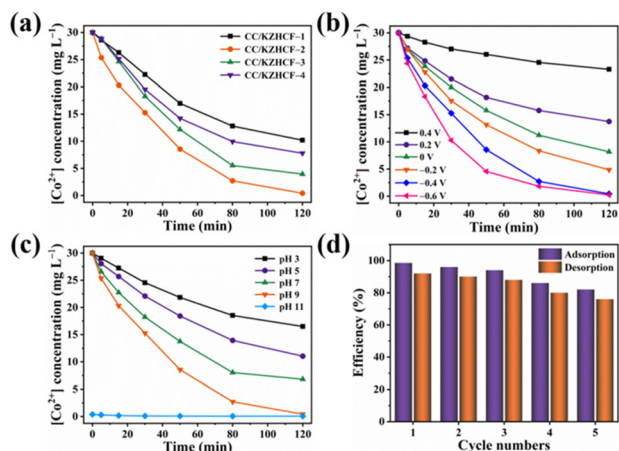 (a)
[Co²⁺] concentration (mg L⁻¹)
30
25
20
15
10
5
0
CC/KZHCF–1
CC/KZHCF–2
CC/KZHCF–3
CC/KZHCF–4
0 20 40 60 80 100 120
Time (min)
(b)
[Co²⁺] concentration (mg L⁻¹)
30
25
20
15
10
5
0
0.4 V
0.2 V
0 V
−0.2 V
−0.4 V
−0.6 V
0 20 40 60 80 100 120
Time (min)
(c)
[Co²⁺] concentration (mg L⁻¹)
30
25
20
15
10
5
0
pH 3
pH 5
pH 7
pH 9
pH 11
0 20 40 60 80 100 120
Time (min)
(d)
Efficiency (%)
100
80
60
40
20
0
Adsorption
Desorption
1 2 3 4 5
Cycle numbers